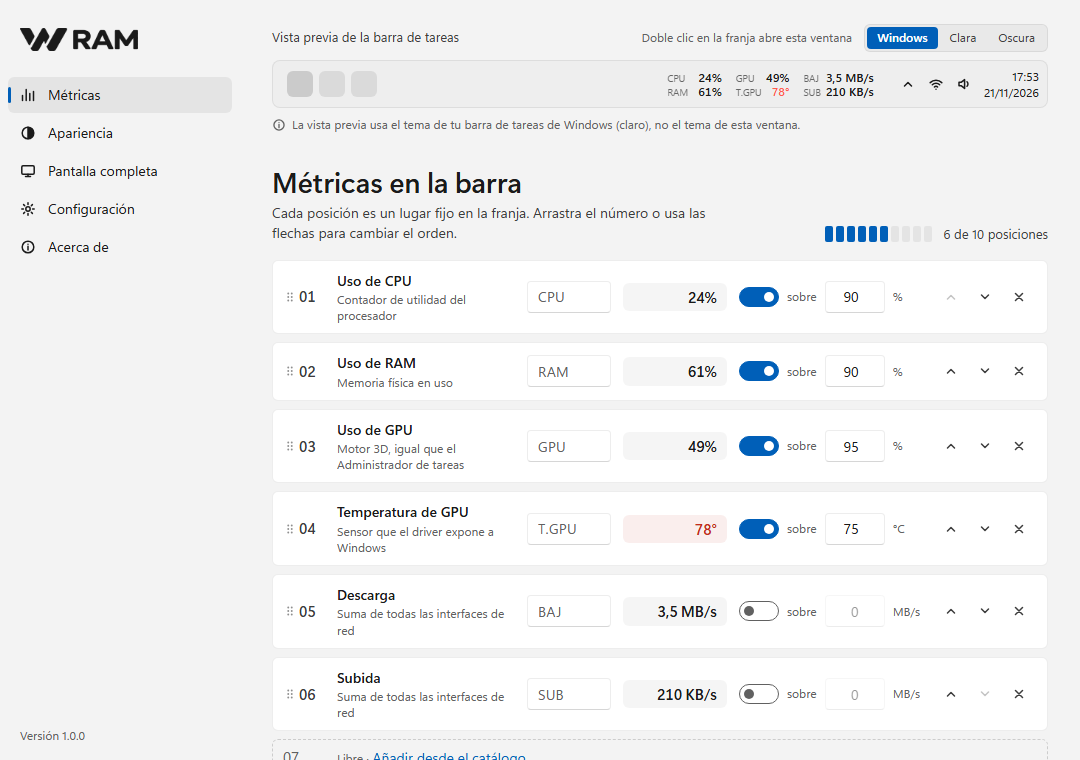 W RAM
Métricas
Apariencia
Pantalla completa
Configuración
Acerca de
Versión 1.0.0
Vista previa de la barra de tareas
Doble clic en la franja abre esta ventana
Windows Clara Oscura
CPU 24% GPU 49% BAJ 3,5 MB/s
RAM 61% T.GPU 78° SUB 210 KB/s
17:53
21/11/2026
La vista previa usa el tema de tu barra de tareas de Windows (claro), no el tema de esta ventana.
Métricas en la barra
Cada posición es un lugar fijo en la franja. Arrastra el número o usa las
flechas para cambiar el orden.
6 de 10 posiciones
01 Uso de CPU CPU 24% sobre 90 %
Contador de utilidad del
procesador
02 Uso de RAM RAM 61% sobre 90 %
Memoria física en uso
03 Uso de GPU GPU 49% sobre 95 %
Motor 3D, igual que el
Administrador de tareas
04 Temperatura de GPU T.GPU 78° sobre 75 °C
Sensor que el driver expone a
Windows
05 Descarga BAJ 3,5 MB/s sobre 0 MB/s
Suma de todas las interfaces de
red
06 Subida SUB 210 KB/s sobre 0 MB/s
Suma de todas las interfaces de
red
07 Libre · Añadir desde el catálogo